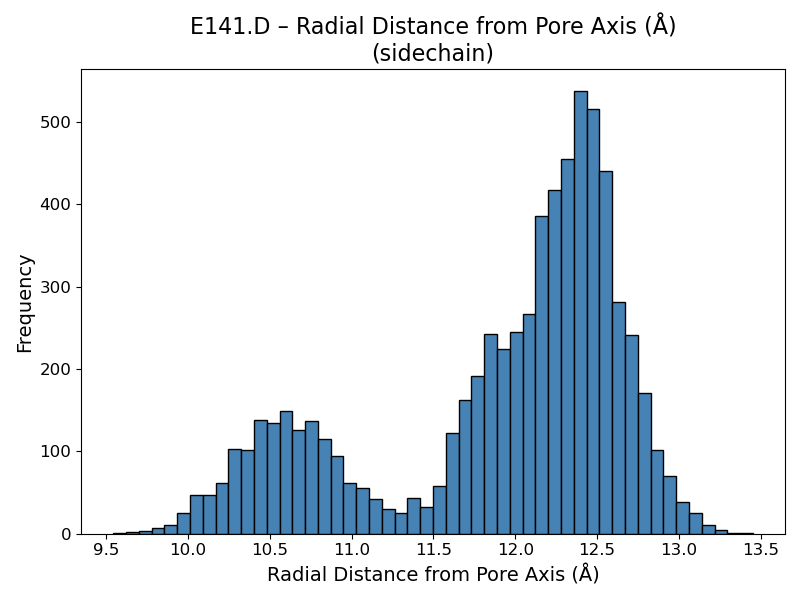 E141.D – Radial Distance from Pore Axis (Å)
(sidechain)
Frequency
500
400
300
200
100
0
9.5 10.0 10.5 11.0 11.5 12.0 12.5 13.0 13.5
Radial Distance from Pore Axis (Å)